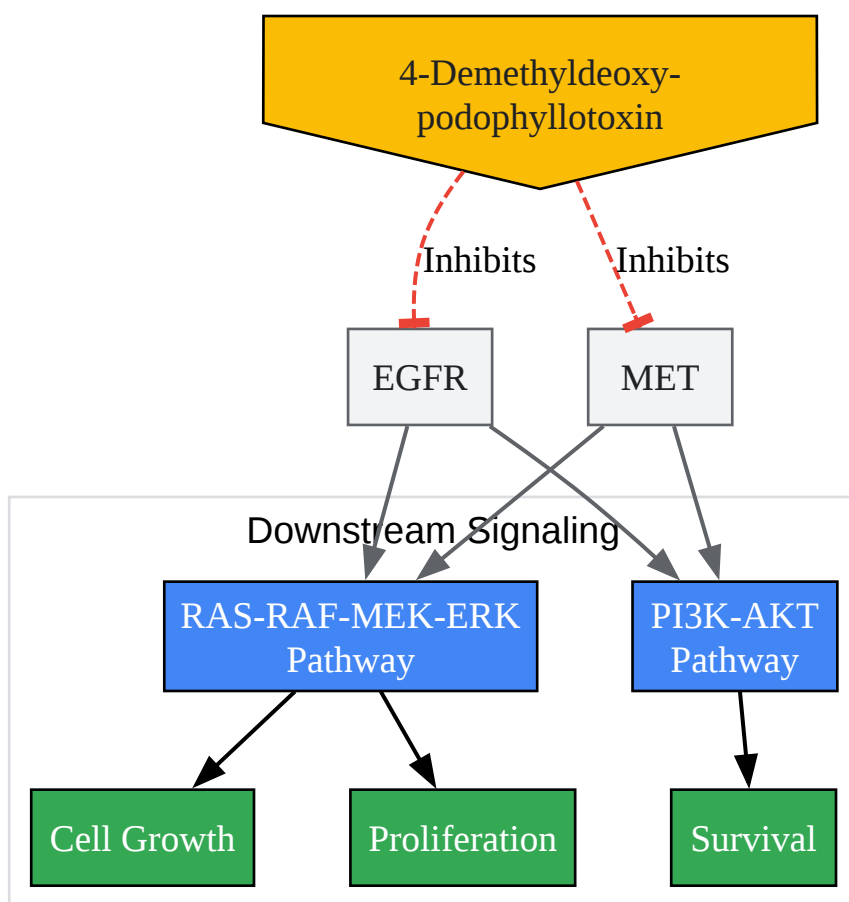 4-Demethyldeoxy-
podophyllotoxin
Inhibits
Inhibits
EGFR
MET
Downstream Signaling
RAS-RAF-MEK-ERK
Pathway
PI3K-AKT
Pathway
Cell Growth
Proliferation
Survival